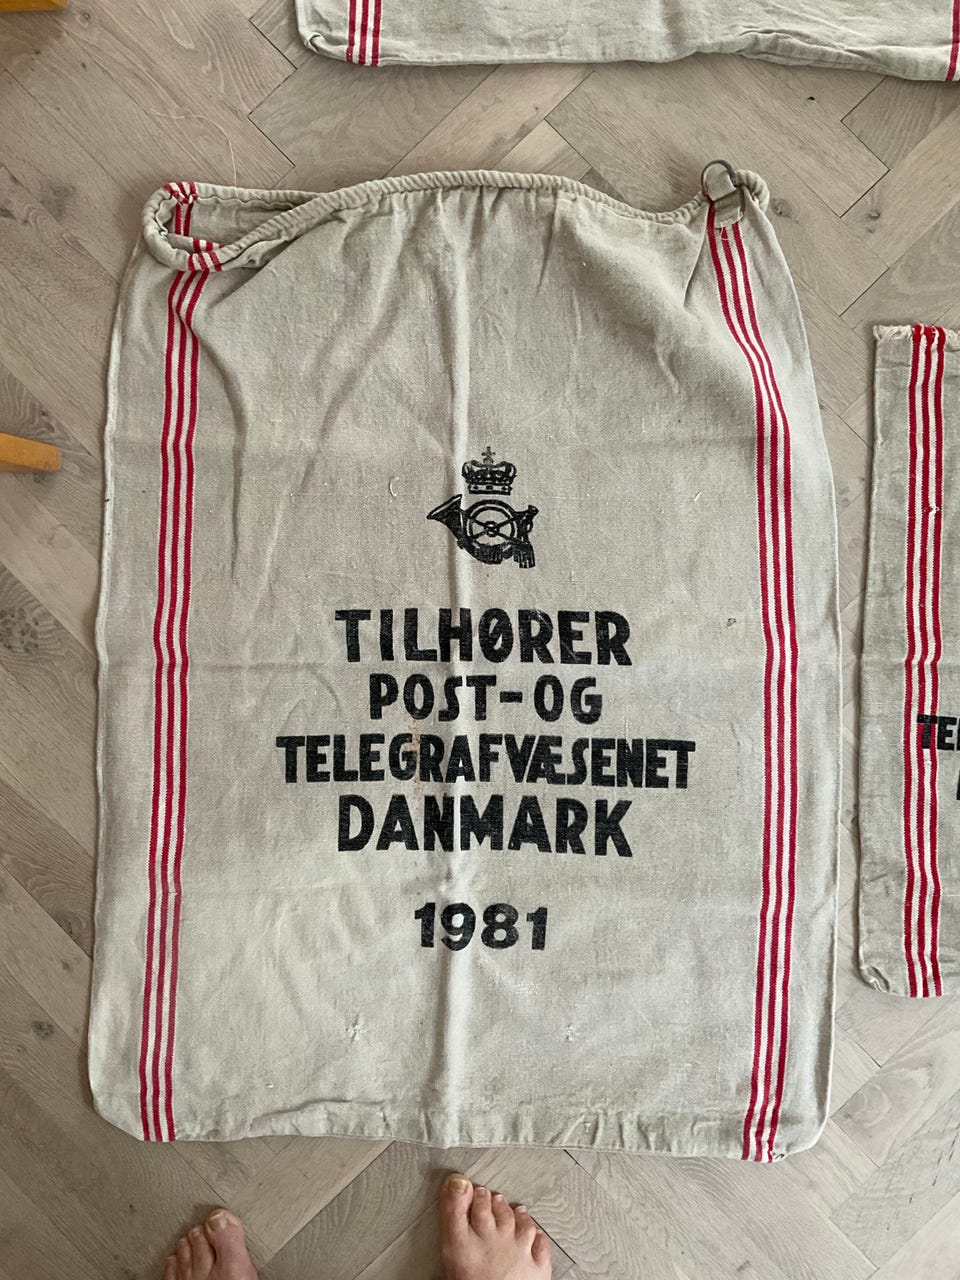 TILHØRER
POST-OG
TELEGRAFVÆSENET
DANMARK
1981